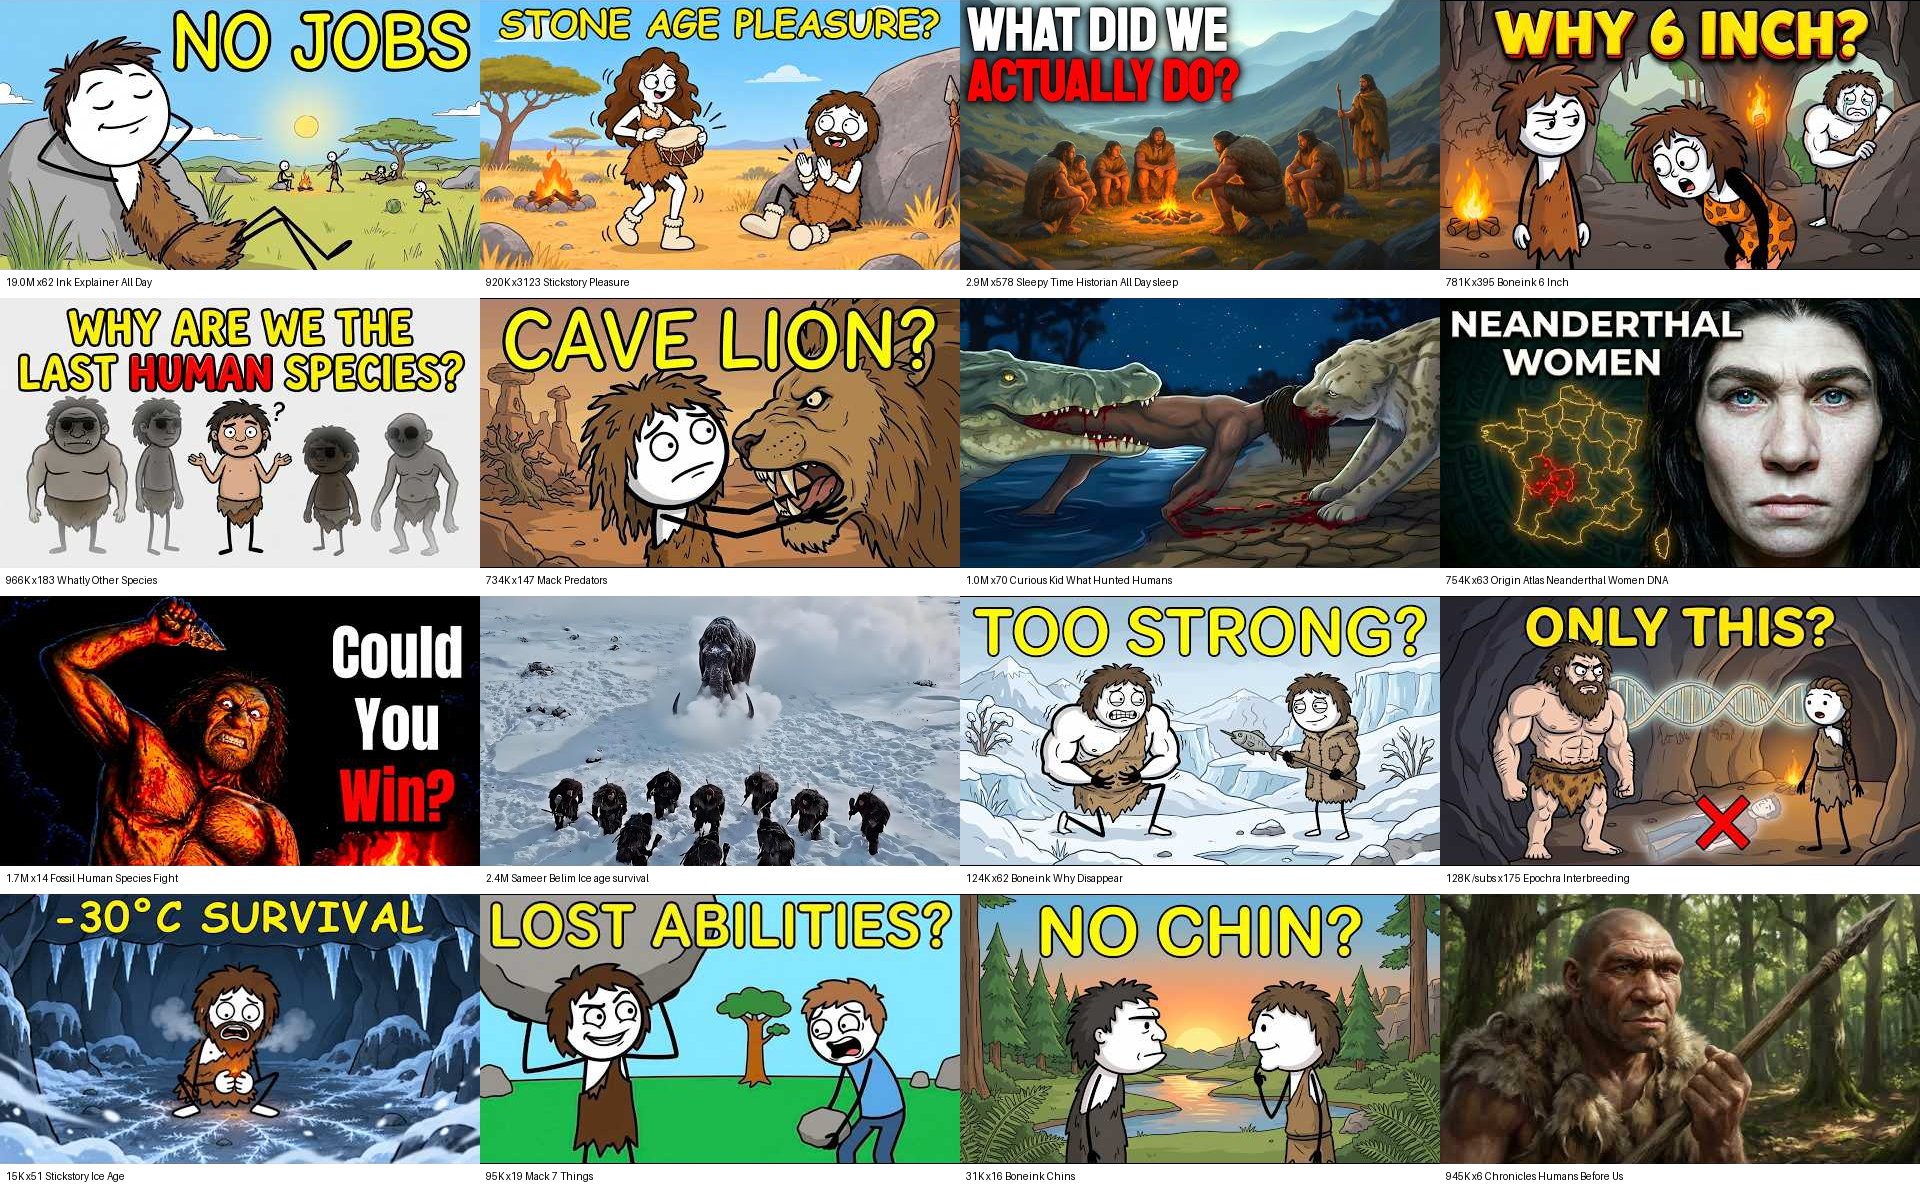 NO JOBS
STONE AGE PLEASURE?
WHAT DID WE
ACTUALLY DO?
WHY 6 INCH?
19.0M x62 Ink Explainer All Day
920K x3123 Stickstory Pleasure
2.9M x578 Sleepy Time Historian All Day sleep
781K x395 Boneink 6 Inch
WHY ARE WE THE
LAST HUMAN SPECIES?
?
CAVE LION?
NEANDERTHAL
WOMEN
966K x183 Whatly Other Species
734K x147 Mack Predators
1.0M x70 Curious Kid What Hunted Humans
754K x63 Origin Atlas Neanderthal Women DNA
Could
You
Win?
TOO STRONG?
ONLY THIS?
1.7M x14 Fossil Human Species Fight
2.4M Sameer Belim Ice age survival
124K x62 Boneink Why Disappear
128K /subs x175 Epochra Interbreeding
-30°C SURVIVAL
LOST ABILITIES?
NO CHIN?
15K x51 Stickstory Ice Age
95K x19 Mack 7 Things
31K x16 Boneink Chins
945K x6 Chronicles Humans Before Us